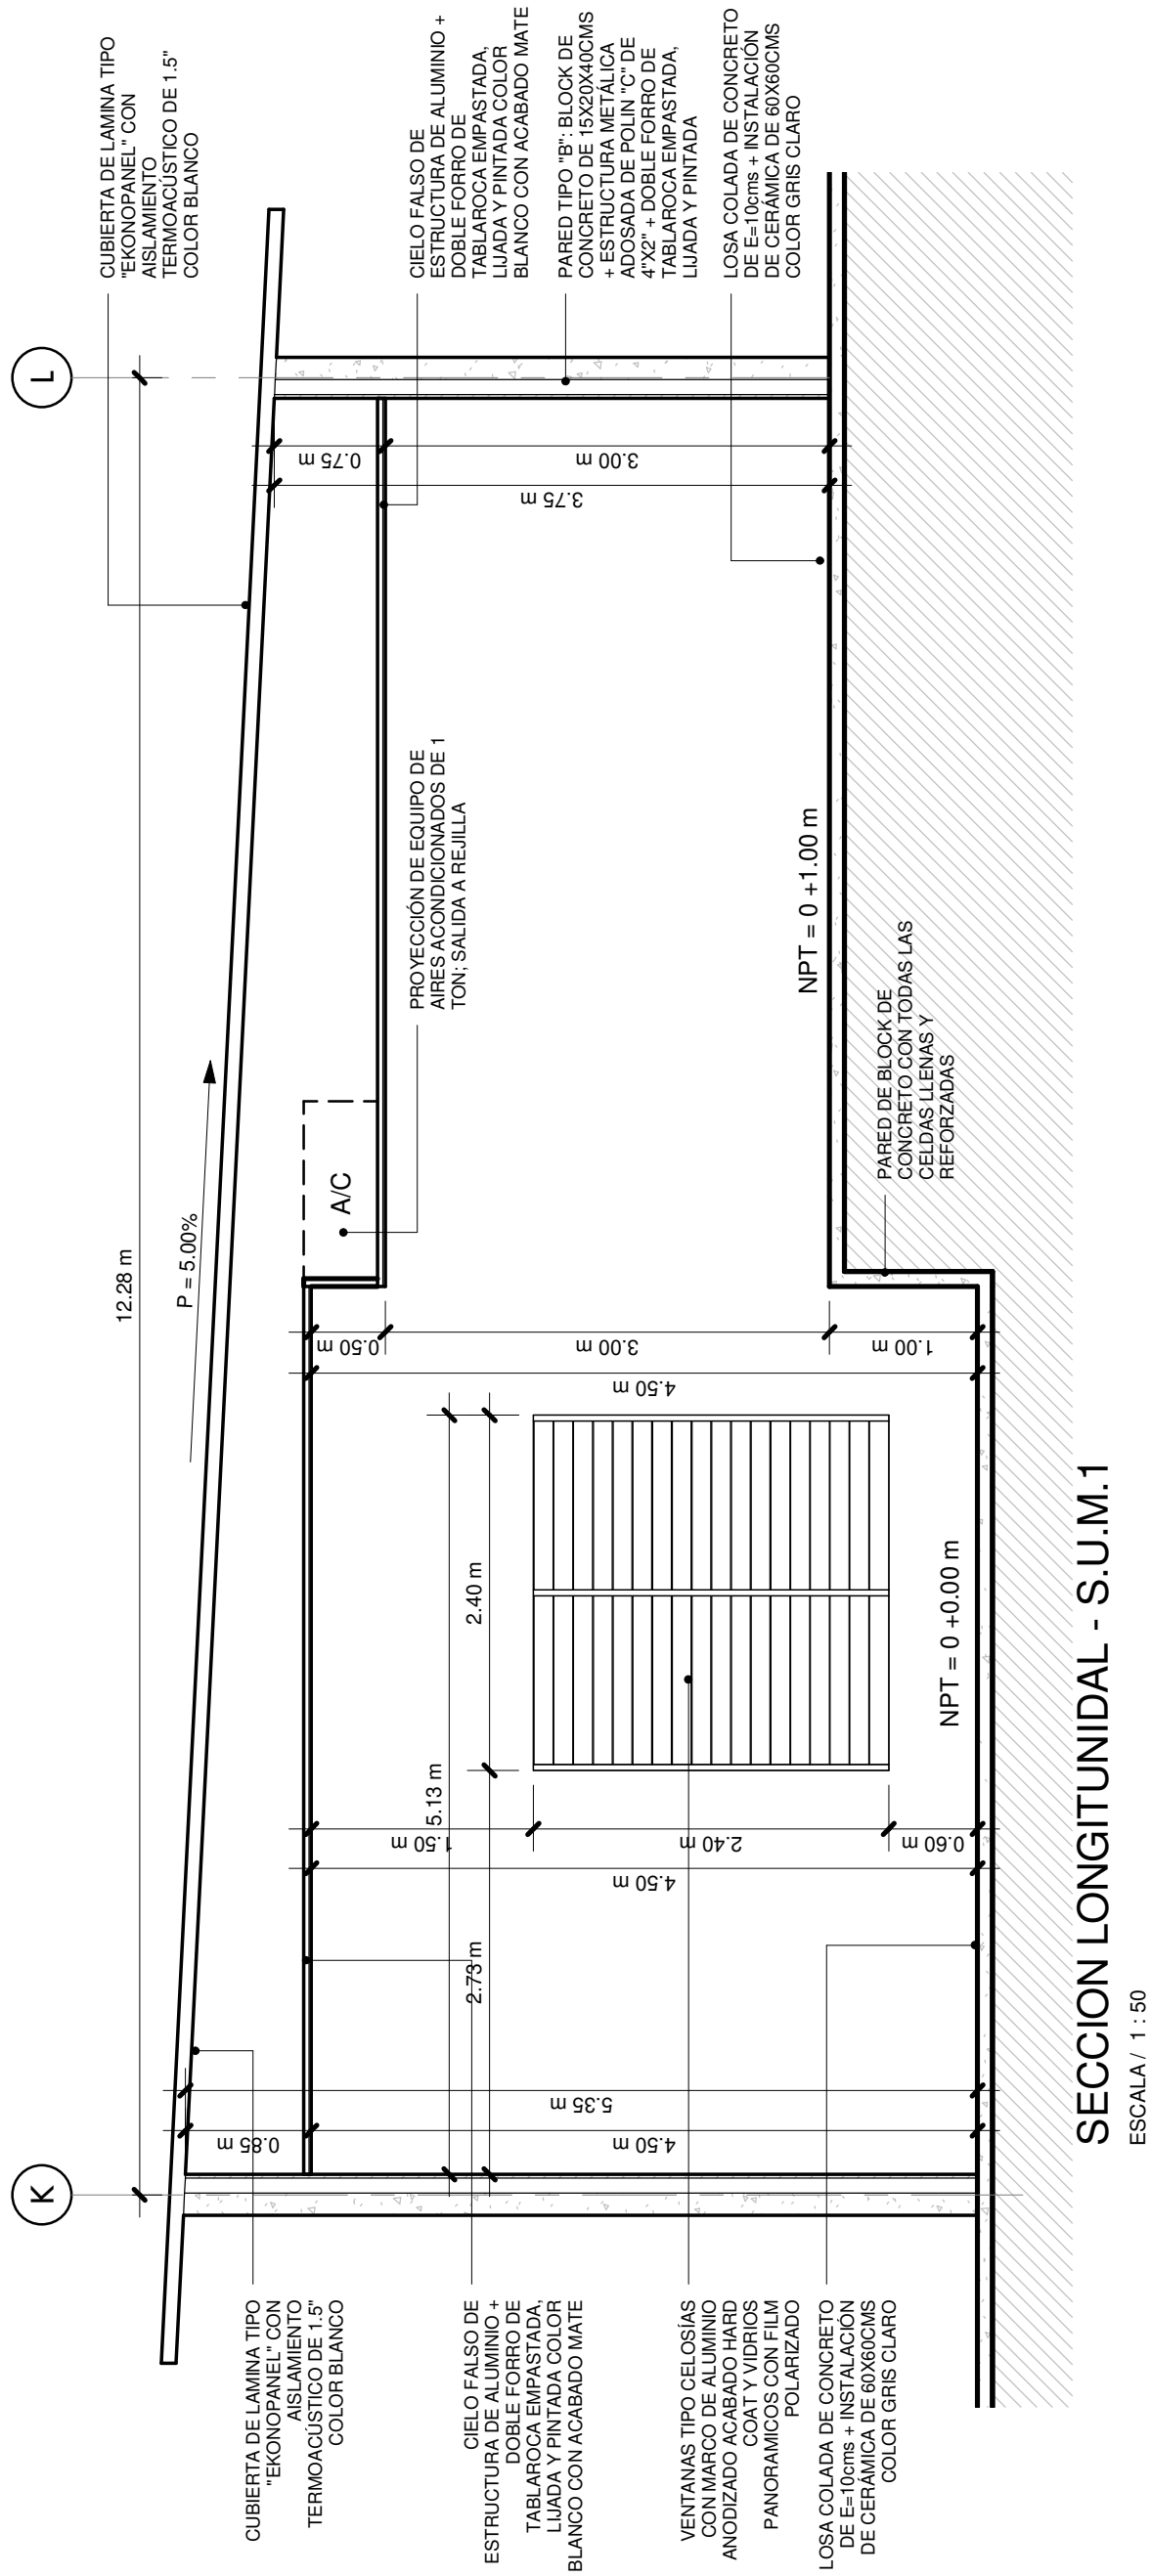 K
L
12.28 m
P = 5.00%
CUBIERTA DE LAMINA TIPO
"EKONOPANEL" CON
AISLAMIENTO
TERMOACÚSTICO DE 1.5"
COLOR BLANCO
CIELO FALSO DE
ESTRUCTURA DE ALUMINIO +
DOBLE FORRO DE
TABLAROCA EMPASTADA,
LIJADA Y PINTADA COLOR
BLANCO CON ACABADO MATE
VENTANAS TIPO CELOSÍAS
CON MARCO DE ALUMINIO
ANODIZADO ACABADO HARD
COAT Y VIDRIOS
PANORAMICOS CON FILM
POLARIZADO
LOSA COLADA DE CONCRETO
DE E=10cms + INSTALACIÓN
DE CERÁMICA DE 60X60CMS
COLOR GRIS CLARO
0.85 m
4.50 m
5.35 m
2.73 m
5.13 m
2.40 m
1.50 m
2.40 m
0.60 m
4.50 m
NPT = 0 +0.00 m
0.50 m
3.00 m
1.00 m
4.50 m
A/C
PROYECCIÓN DE EQUIPO DE
AIRES ACONDICIONADOS DE 1
TON; SALIDA A REJILLA
NPT = 0 +1.00 m
PARED DE BLOCK DE
CONCRETO CON TODAS LAS
CELDAS LLENAS Y
REFORZADAS
0.75 m
3.00 m
3.75 m
CUBIERTA DE LAMINA TIPO
"EKONOPANEL" CON
AISLAMIENTO
TERMOACÚSTICO DE 1.5"
COLOR BLANCO
CIELO FALSO DE
ESTRUCTURA DE ALUMINIO +
DOBLE FORRO DE
TABLAROCA EMPASTADA,
LIJADA Y PINTADA COLOR
BLANCO CON ACABADO MATE
PARED TIPO "B": BLOCK DE
CONCRETO DE 15X20X40CMS
+ ESTRUCTURA METÁLICA
ADOSADA DE POLIN "C" DE
4"X2" + DOBLE FORRO DE
TABLAROCA EMPASTADA,
LIJADA Y PINTADA
LOSA COLADA DE CONCRETO
DE E=10cms + INSTALACIÓN
DE CERÁMICA DE 60X60CMS
COLOR GRIS CLARO
SECCION LONGITUNIDAL - S.U.M.1
ESCALA / 1 : 50